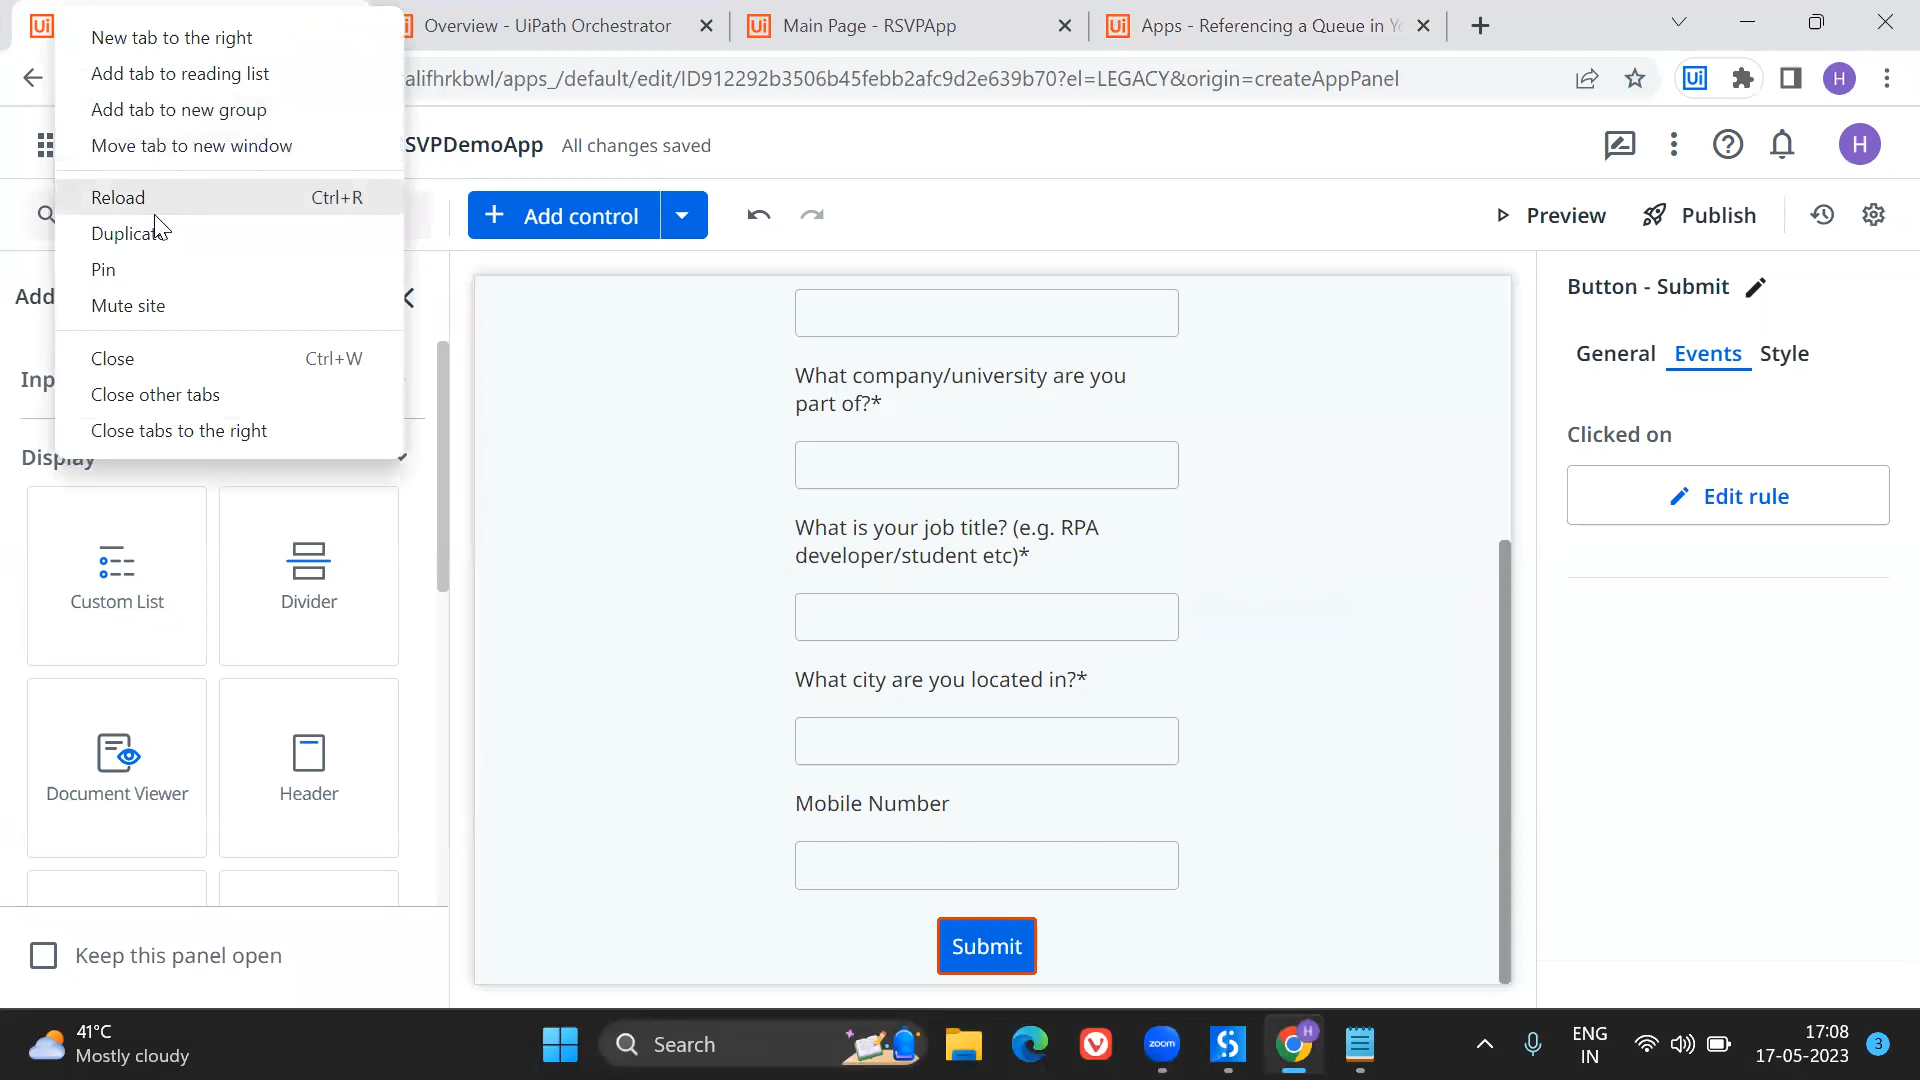 Overview - UiPath Orchestrator
Main Page - RSVPApp
Apps - Referencing a Queue in Yo
New tab to the right
Add tab to reading list
Add tab to new group
Move tab to new window
Reload Ctrl+R
Duplicate
Pin
Mute site
Close Ctrl+W
Close other tabs
Close tabs to the right
alifhrkbwl/apps_/default/edit/ID912292b3506b45febb2afc9d2e639b70?el=LEGACY&origin=createAppPanel
H
SVPDemoApp All changes saved
H
+ Add control
Preview
Publish
Add
Inp
Display
Custom List
Divider
Document Viewer
Header
Keep this panel open
What company/university are you
part of?*
What is your job title? (e.g. RPA
developer/student etc)*
What city are you located in?*
Mobile Number
Submit
Button - Submit
General Events Style
Clicked on
Edit rule
41°C
Mostly cloudy
Search
zoom
H
ENG
IN
17:08
17-05-2023
3